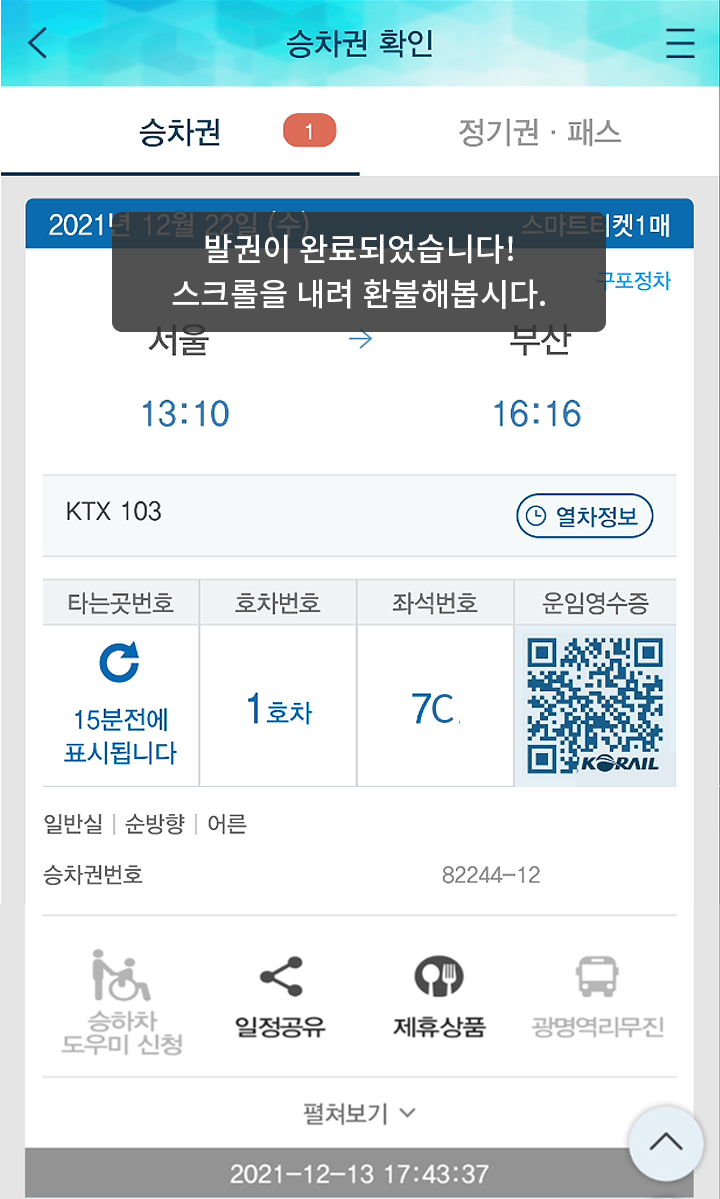 승차권 확인
승차권
1
정기권 · 패스
2021년 12월 22일 (수)
스마트티켓1매
발권이 완료되었습니다!
스크롤을 내려 환불해봅시다.
구포정차
서울
→
부산
13:10
16:16
KTX 103
열차정보
타는곳번호
호차번호
좌석번호
운임영수증
15분전에
표시됩니다
1호차
7C
KORAIL
일반실 | 순방향 | 어른
승차권번호
82244-12
승하차
도우미 신청
일정공유
제휴상품
광명역리무진
펼쳐보기
2021-12-13 17:43:37